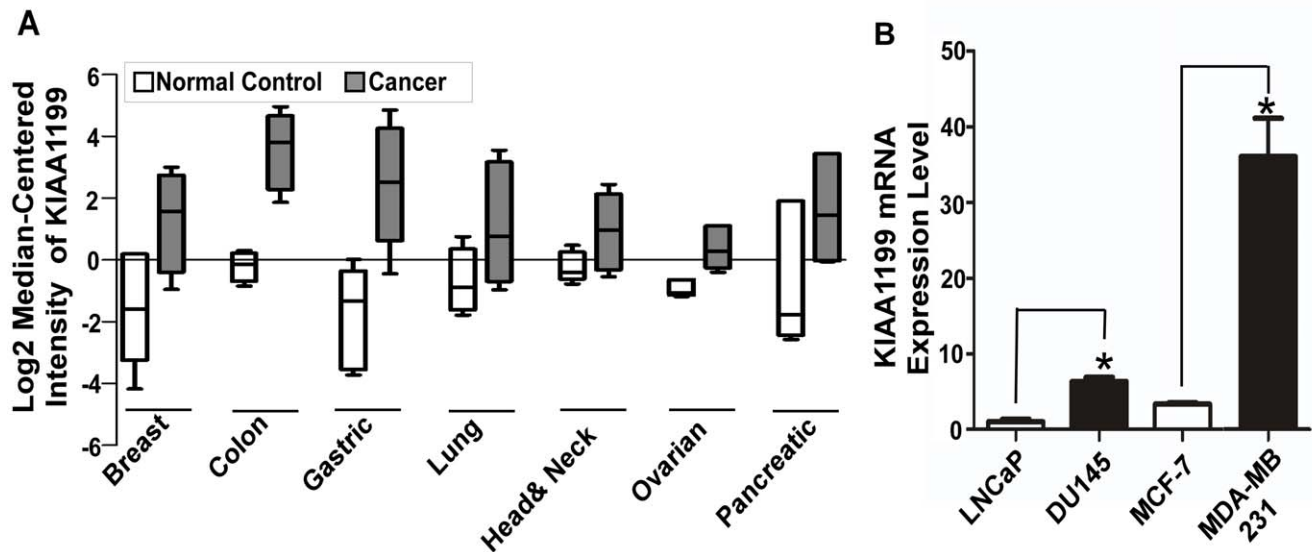 A
Log2 Median-Centered
Intensity of KIAA1199
6
4
2
0
-2
-4
-6
Normal Control
Cancer
Breast
Colon
Gastric
Lung
Head& Neck
Ovarian
Pancreatic
B
KIAA1199 mRNA
Expression Level
50
40
30
20
10
0
*
*
LNCaP
DU145
MCF-7
MDA-MB
231